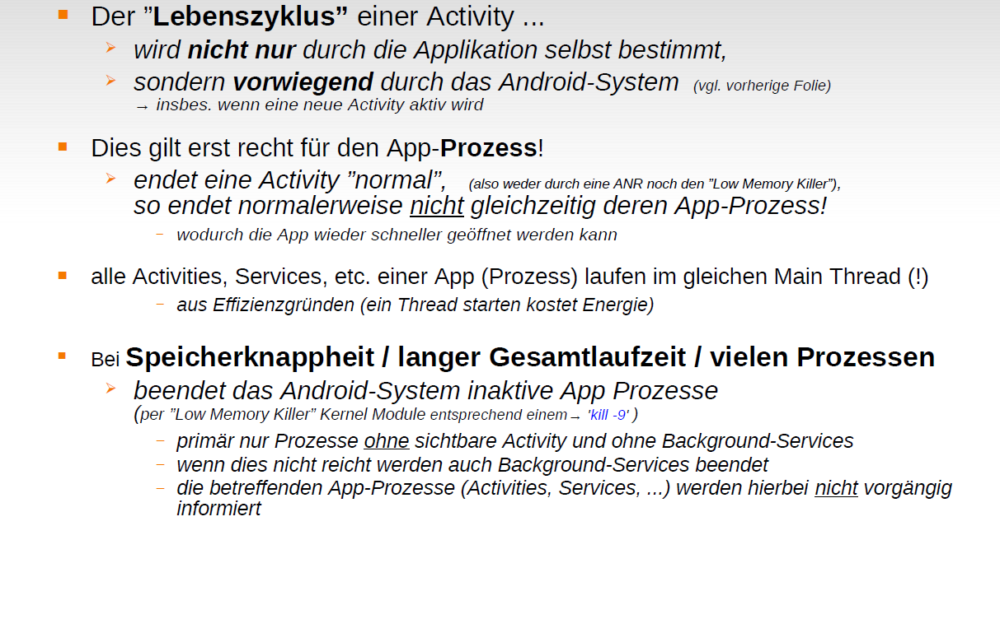 Der ”Lebenszyklus” einer Activity ...
wird nicht nur durch die Applikation selbst bestimmt,
sondern vorwiegend durch das Android-System (vgl. vorherige Folie)
→ insbes. wenn eine neue Activity aktiv wird
Dies gilt erst recht für den App-Prozess!
endet eine Activity ”normal”, (also weder durch eine ANR noch den ”Low Memory Killer”),
so endet normalerweise nicht gleichzeitig deren App-Prozess!
– wodurch die App wieder schneller geöffnet werden kann
alle Activities, Services, etc. einer App (Prozess) laufen im gleichen Main Thread (!)
– aus Effizienzgründen (ein Thread starten kostet Energie)
Bei Speicherknappheit / langer Gesamtlaufzeit / vielen Prozessen
beendet das Android-System inaktive App Prozesse
(per ”Low Memory Killer” Kernel Module entsprechend einem→ 'kill -9' )
– primär nur Prozesse ohne sichtbare Activity und ohne Background-Services
– wenn dies nicht reicht werden auch Background-Services beendet
– die betreffenden App-Prozesse (Activities, Services, ...) werden hierbei nicht vorgängig
informiert